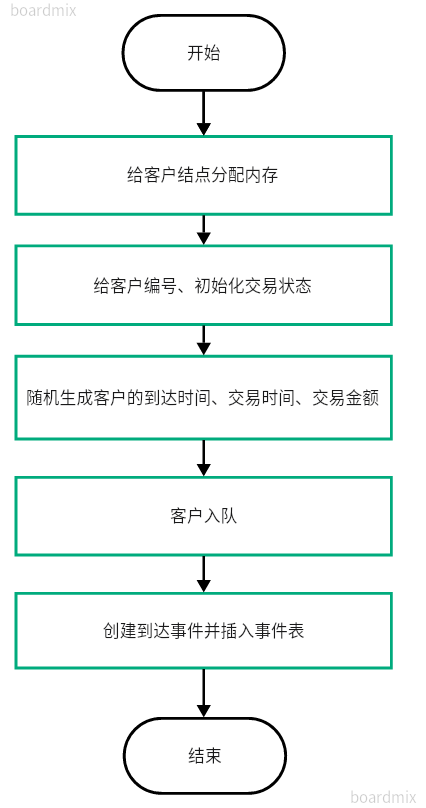 boardmix
开始
给客户结点分配内存
给客户编号、初始化交易状态
随机生成客户的到达时间、交易时间、交易金额
客户入队
创建到达事件并插入事件表
结束
boardmix